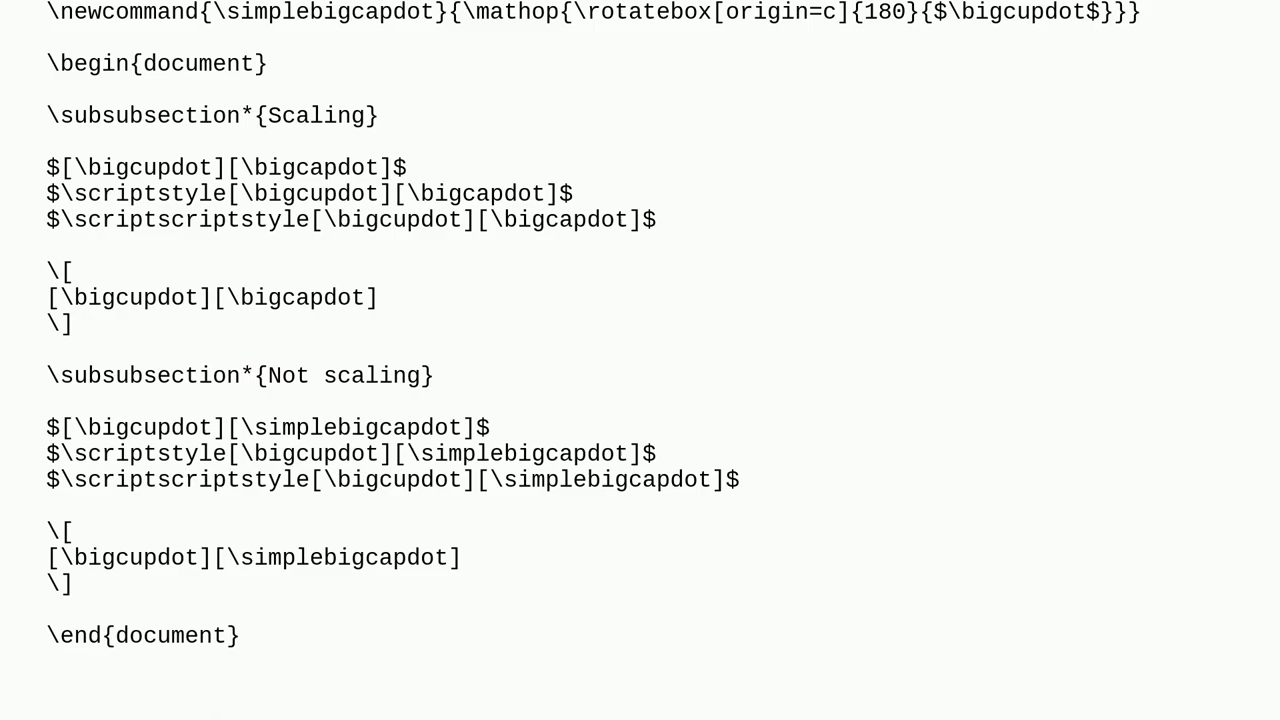 \newcommand{\simplebigcapdot}{\mathop{\rotatebox[origin=c]{180}{$\bigcupdot$}}}
\begin{document}
\subsubsection*{Scaling}
$[\bigcupdot][\bigcapdot]$
$\scriptstyle[\bigcupdot][\bigcapdot]$
$\scriptscriptstyle[\bigcupdot][\bigcapdot]$
\[
[\bigcupdot][\bigcapdot]
\]
\subsubsection*{Not scaling}
$[\bigcupdot][\simplebigcapdot]$
$\scriptstyle[\bigcupdot][\simplebigcapdot]$
$\scriptscriptstyle[\bigcupdot][\simplebigcapdot]$
\[
[\bigcupdot][\simplebigcapdot]
\]
\end{document}